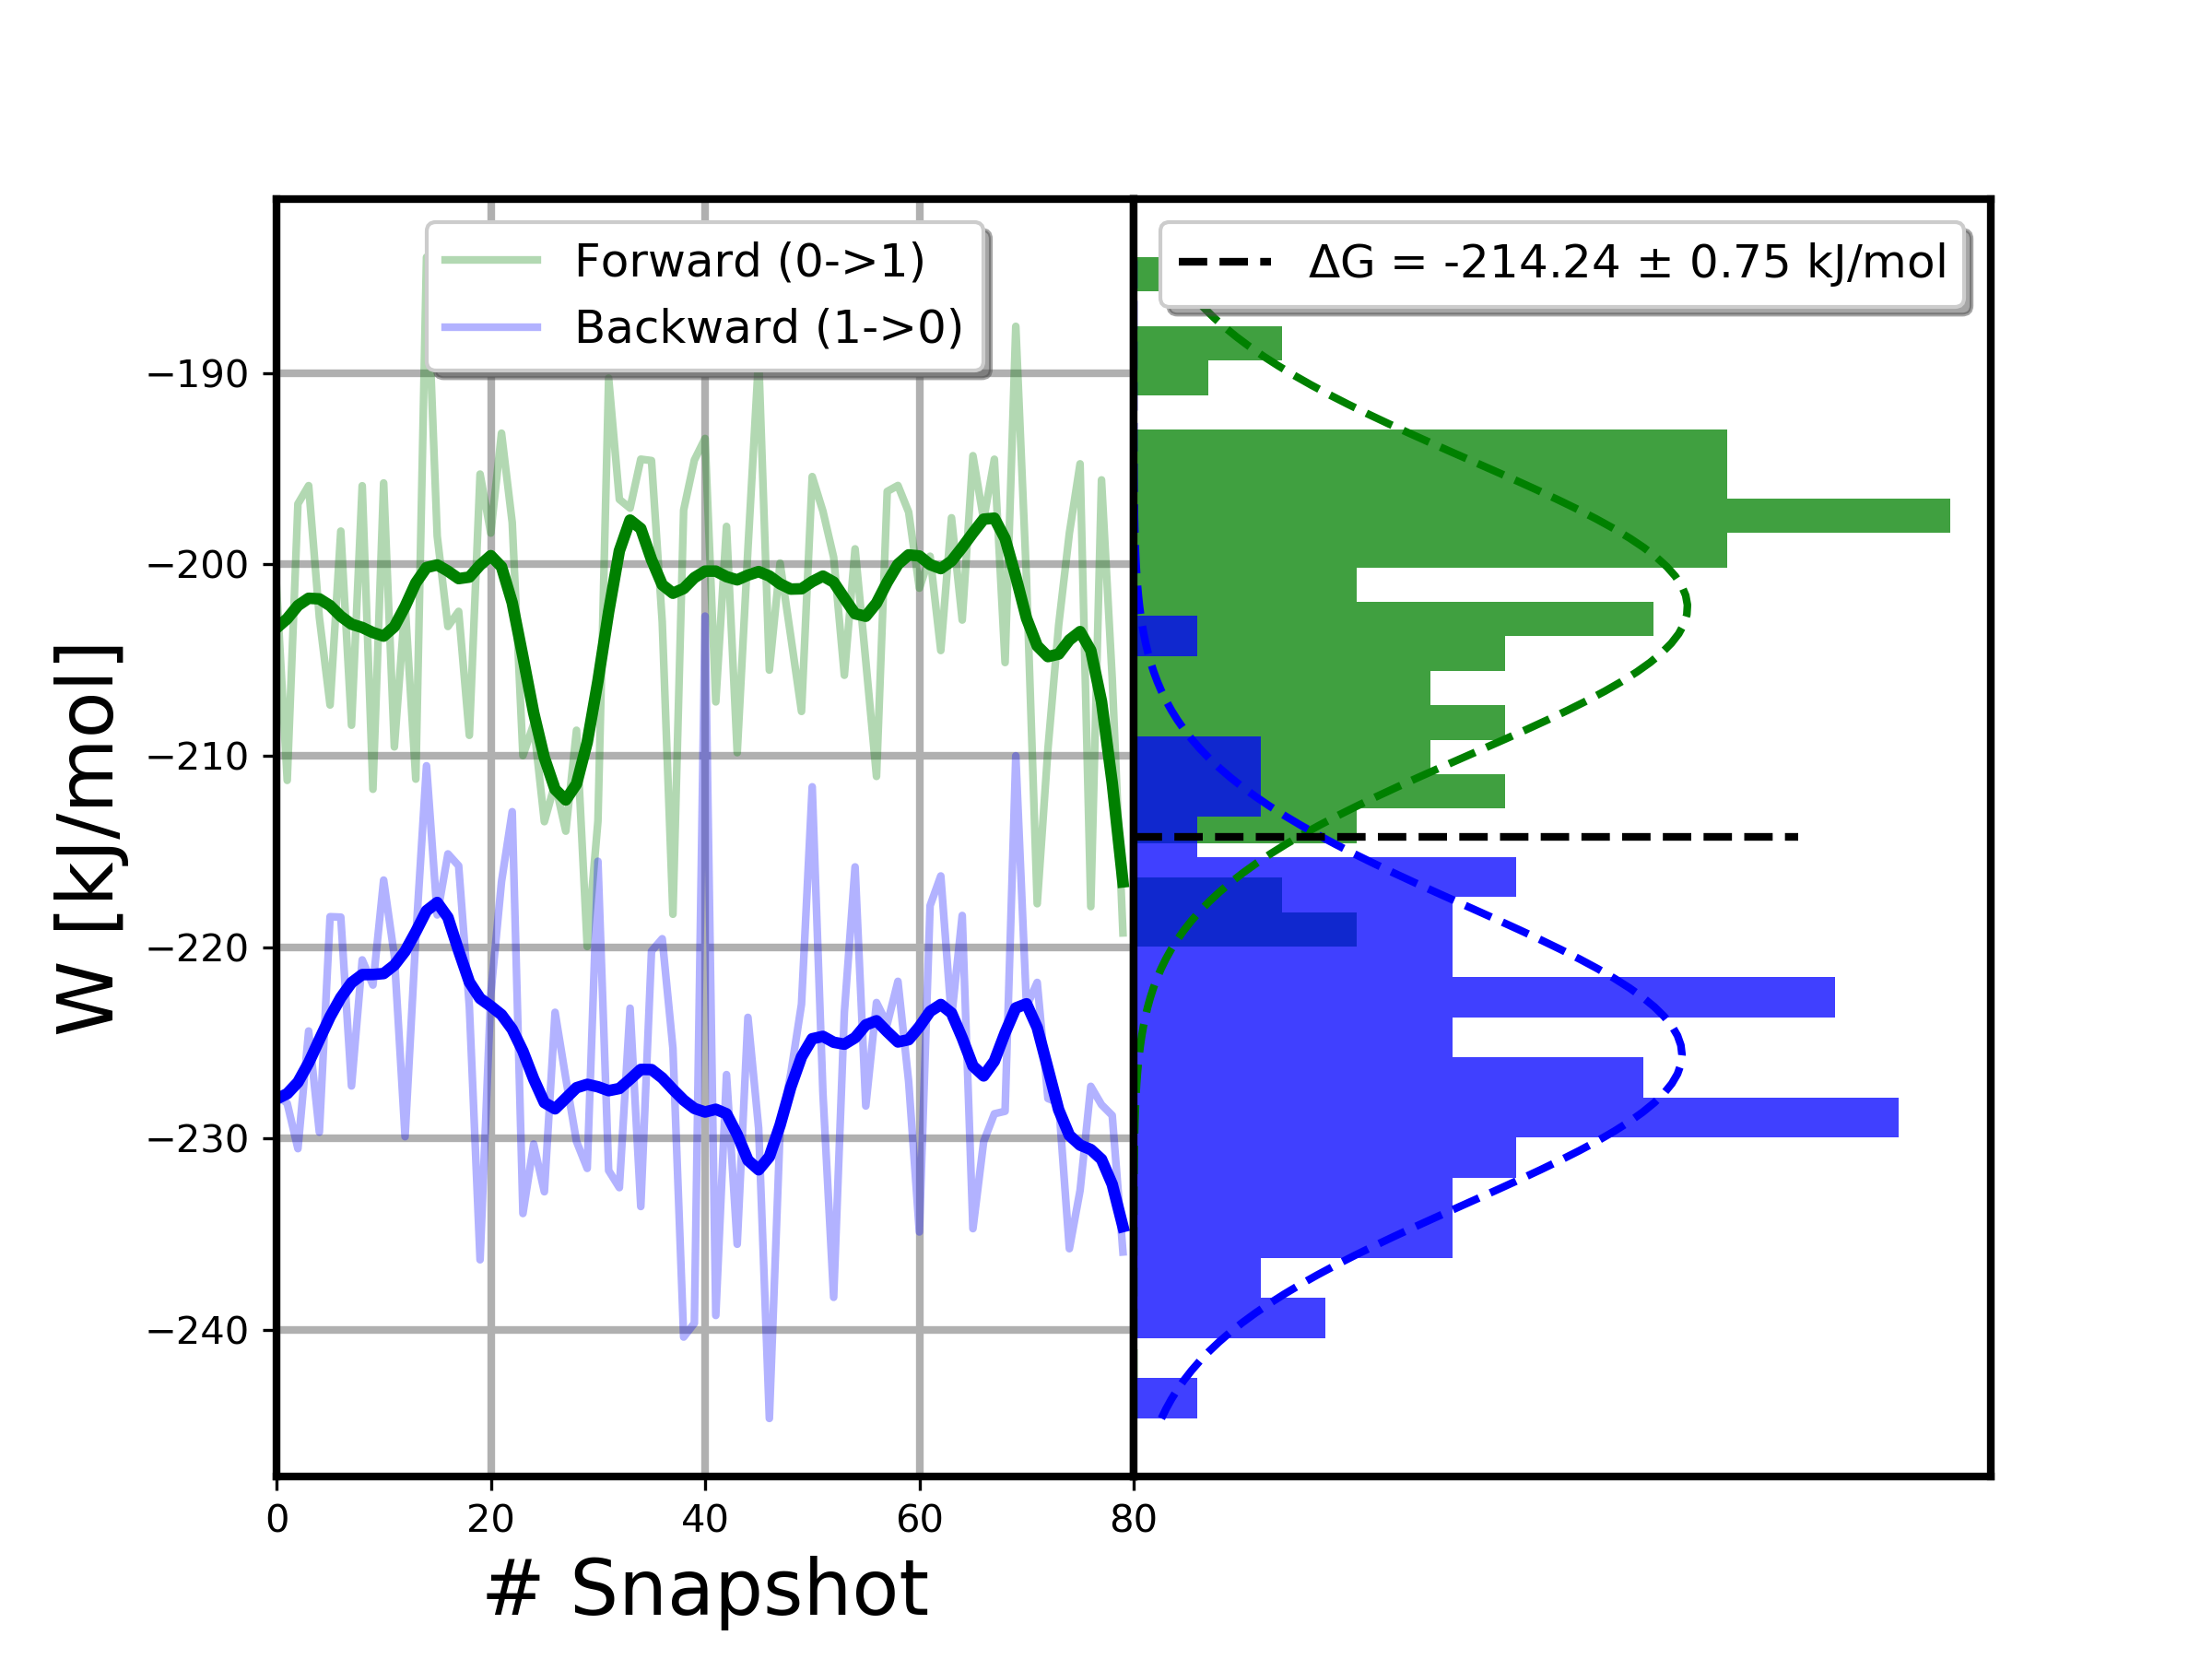 Forward (0->1)
Backward (1->0)
ΔG = -214.24 ± 0.75 kJ/mol
W [kJ/mol]
−190
−200
−210
−220
−230
−240
0 20 40 60 80
# Snapshot